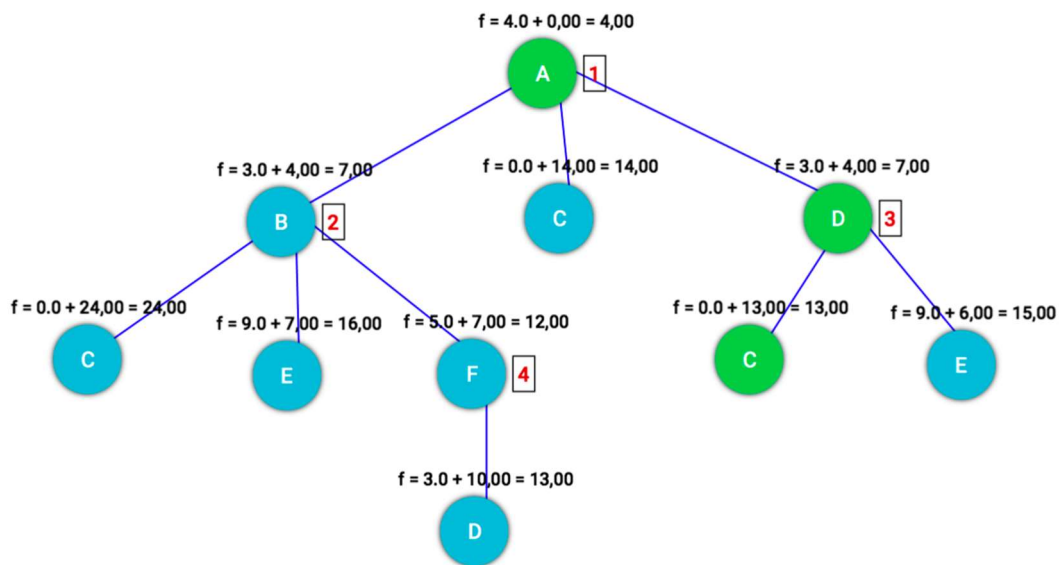 f = 4.0 + 0,00 = 4,00
A
1
f = 3.0 + 4,00 = 7,00
f = 0.0 + 14,00 = 14,00
f = 3.0 + 4,00 = 7,00
B
2
C
D
3
f = 0.0 + 24,00 = 24,00
f = 9.0 + 7,00 = 16,00
f = 5.0 + 7,00 = 12,00
f = 0.0 + 13,00 = 13,00
f = 9.0 + 6,00 = 15,00
C
E
F
4
C
E
f = 3.0 + 10,00 = 13,00
D